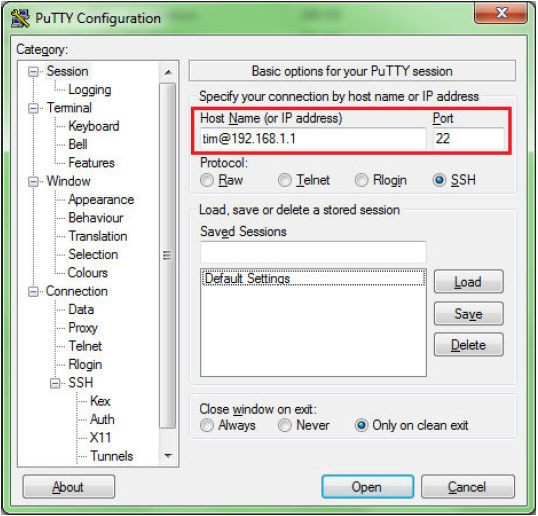 PuTTY Configuration
Category:
Session
Logging
Terminal
Keyboard
Bell
Features
Window
Appearance
Behaviour
Translation
Selection
Colours
Connection
Data
Proxy
Telnet
Rlogin
SSH
Kex
Auth
X11
Tunnels
Basic options for your PuTTY session
Specify your connection by host name or IP address
Host Name (or IP address) Port
tim@192.168.1.1 22
Protocol:
Raw Telnet Rlogin SSH
Load, save or delete a stored session
Saved Sessions
Default Settings
Load
Save
Delete
Close window on exit:
Always Never Only on clean exit
About Open Cancel